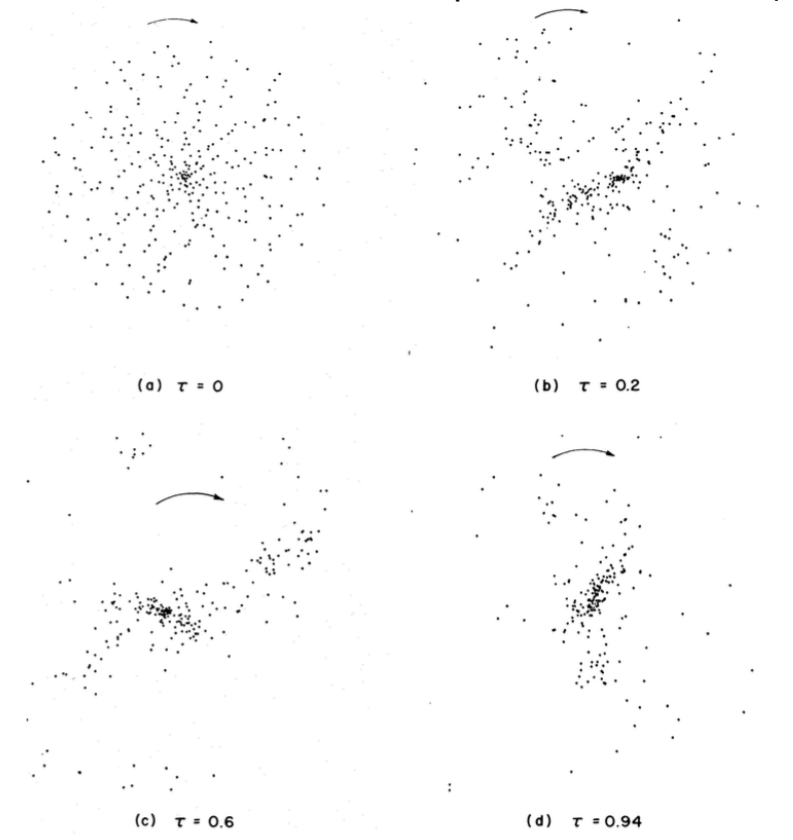 (a) τ = 0
(b) τ = 0.2
(c) τ = 0.6
(d) τ = 0.94